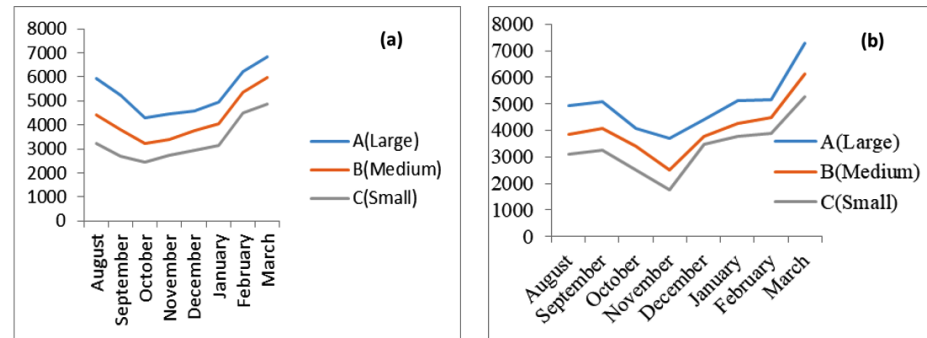 (a)
8000
7000
6000
5000
4000
3000
2000
1000
0
A(Large)
B(Medium)
C(Small)
August
September
October
November
December
January
February
March
(b)
8000
7000
6000
5000
4000
3000
2000
1000
0
A(Large)
B(Medium)
C(Small)
August
September
October
November
December
January
February
March